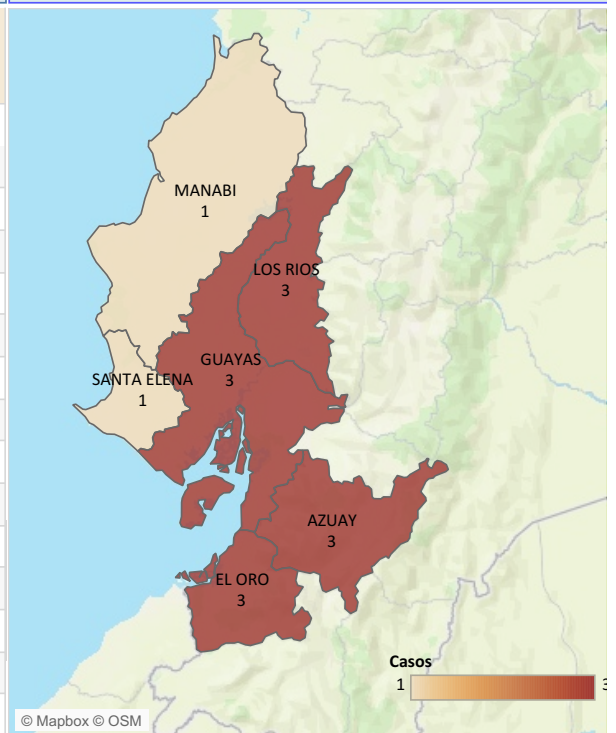 MANABI
1
LOS RIOS
3
GUAYAS
3
SANTA ELENA
1
AZUAY
3
EL ORO
3
Casos
1 3
© Mapbox © OSM